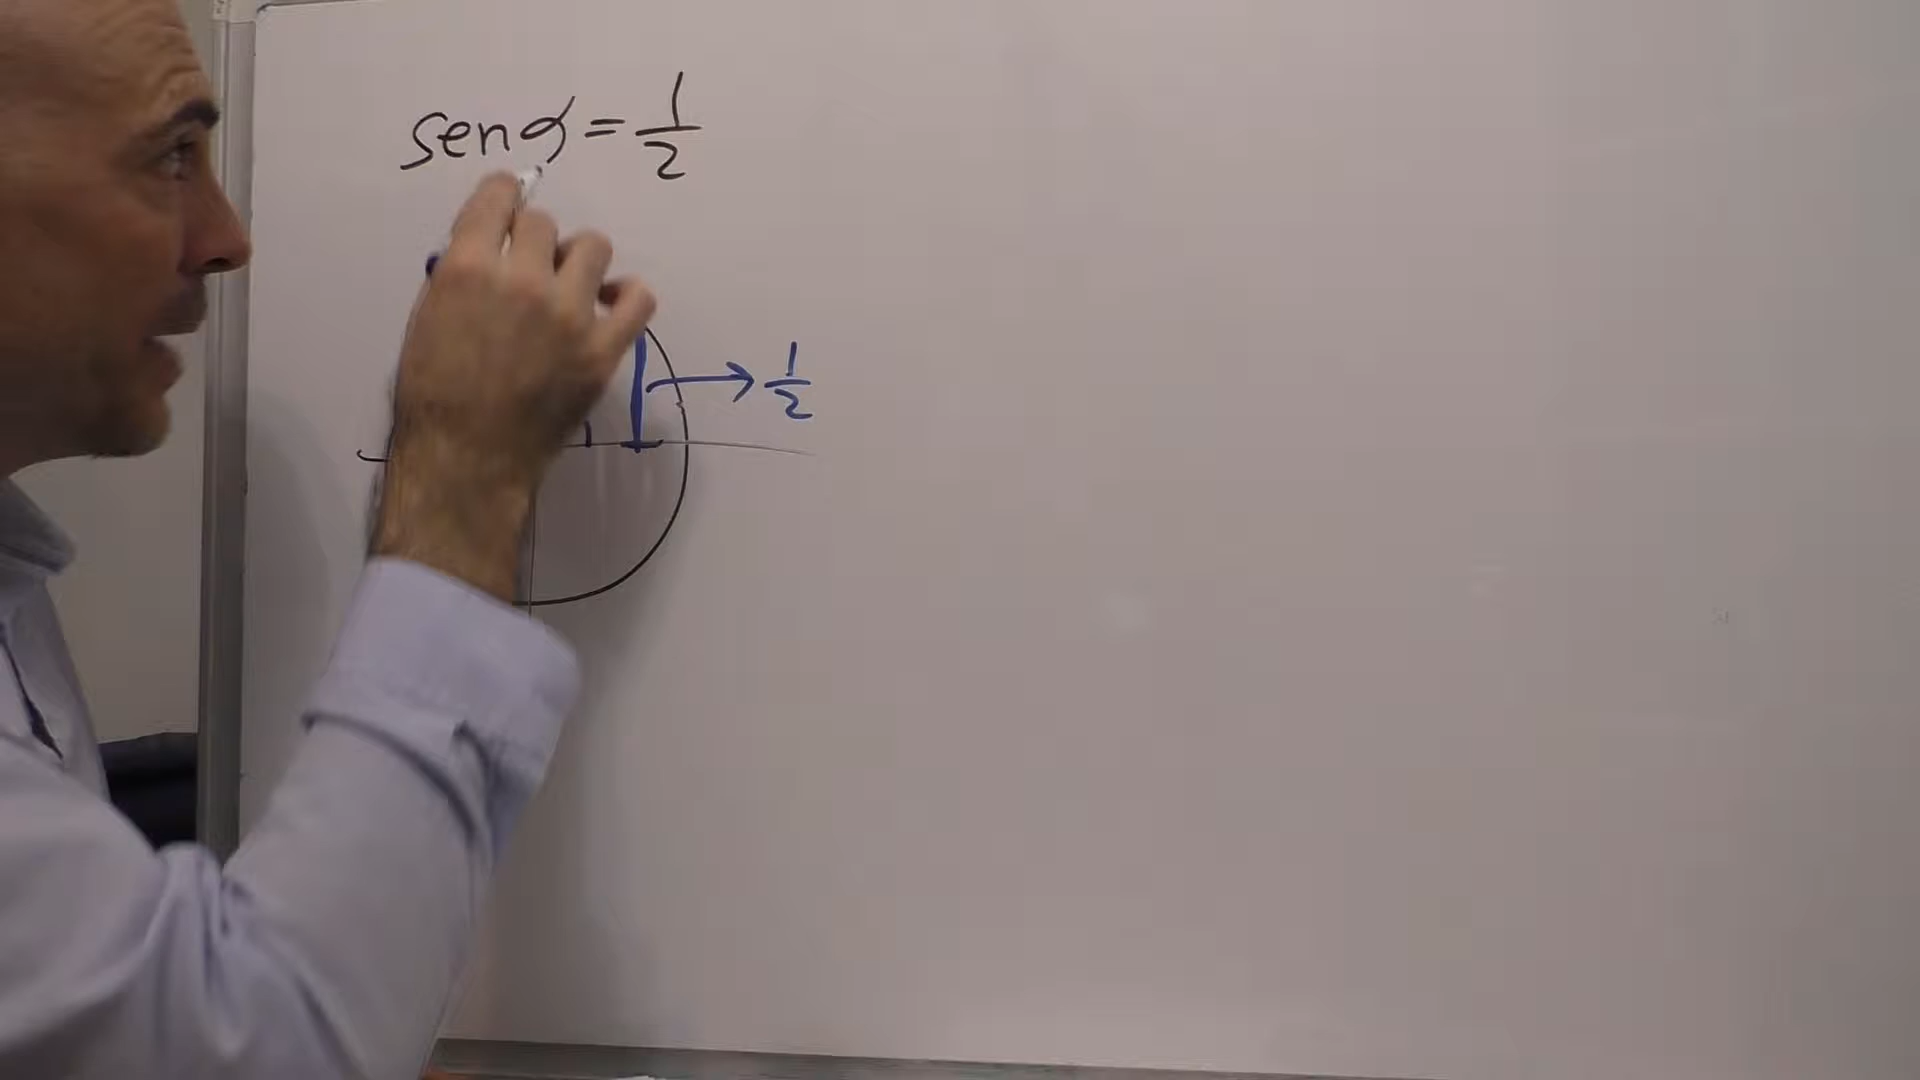 sen α = 1/2
1/2